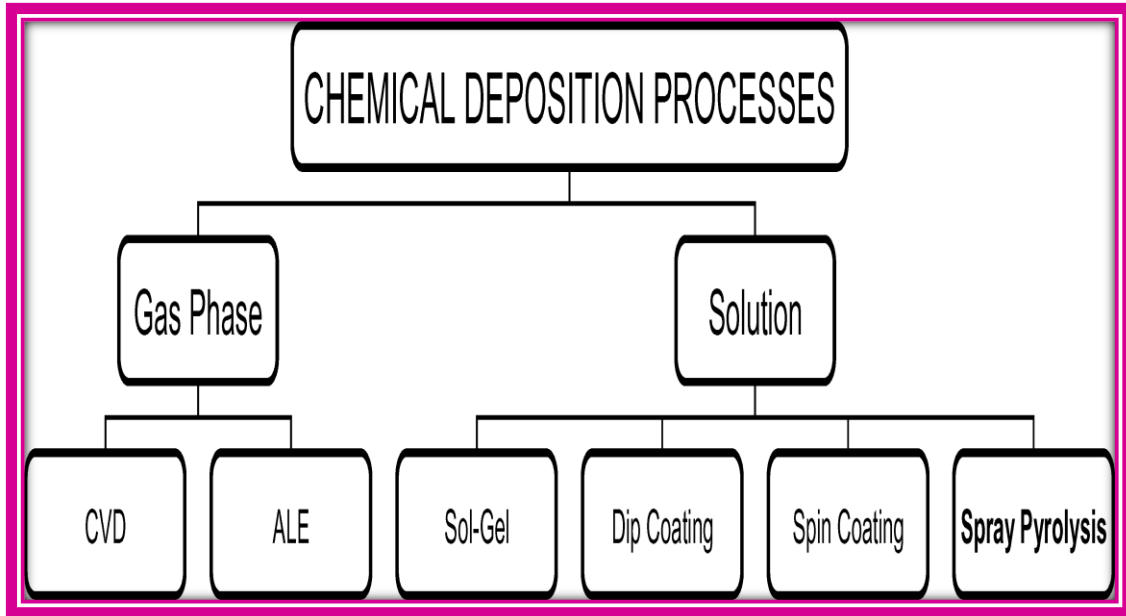 CHEMICAL DEPOSITION PROCESSES
Gas Phase
Solution
CVD
ALE
Sol-Gel
Dip Coating
Spin Coating
Spray Pyrolysis